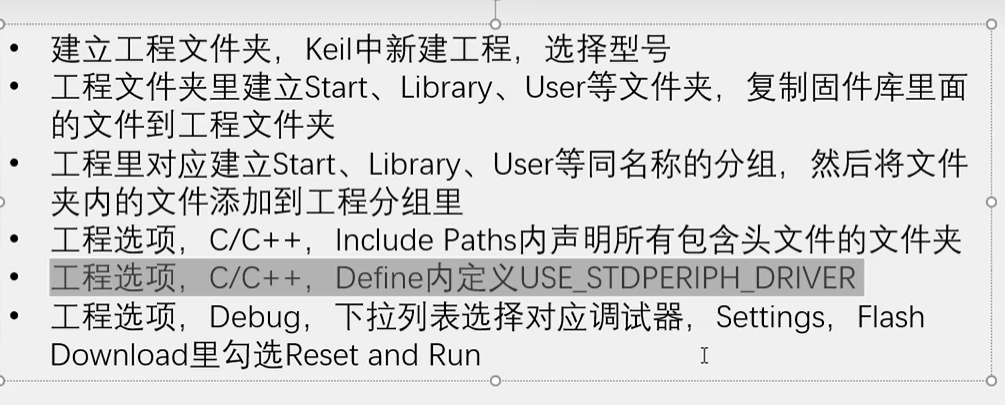 • 建立工程文件夹，Keil中新建工程，选择型号
• 工程文件夹里建立Start、Library、User等文件夹，复制固件库里面
的文件到工程文件夹
• 工程里对应建立Start、Library、User等同名称的分组，然后将文件
夹内的文件添加到工程分组里
• 工程选项，C/C++，Include Paths内声明所有包含头文件的文件夹
• 工程选项，C/C++，Define内定义USE_STDPERIPH_DRIVER
• 工程选项，Debug，下拉列表选择对应调试器，Settings，Flash
Download里勾选Reset and Run